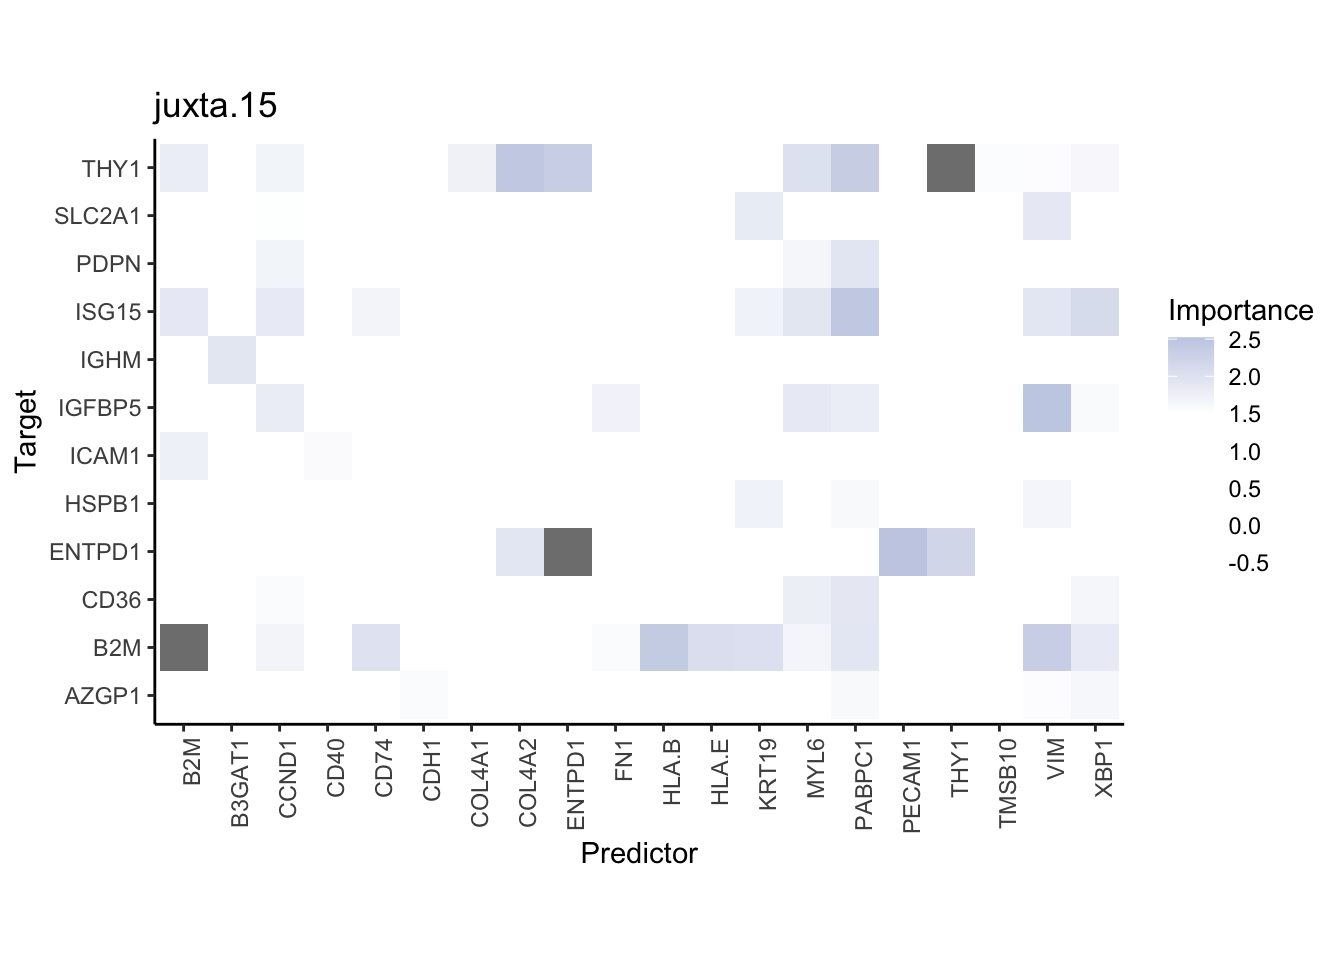 juxta.15
THY1
SLC2A1
PDPN
ISG15
IGHM
IGFBP5
ICAM1
HSPB1
ENTPD1
CD36
B2M
AZGP1
Target
B2M
B3GAT1
CCND1
CD40
CD74
CDH1
COL4A1
COL4A2
ENTPD1
FN1
HLA.B
HLA.E
KRT19
MYL6
PABPC1
PECAM1
THY1
TMSB10
VIM
XBP1
Predictor
Importance
2.5
2.0
1.5
1.0
0.5
0.0
-0.5